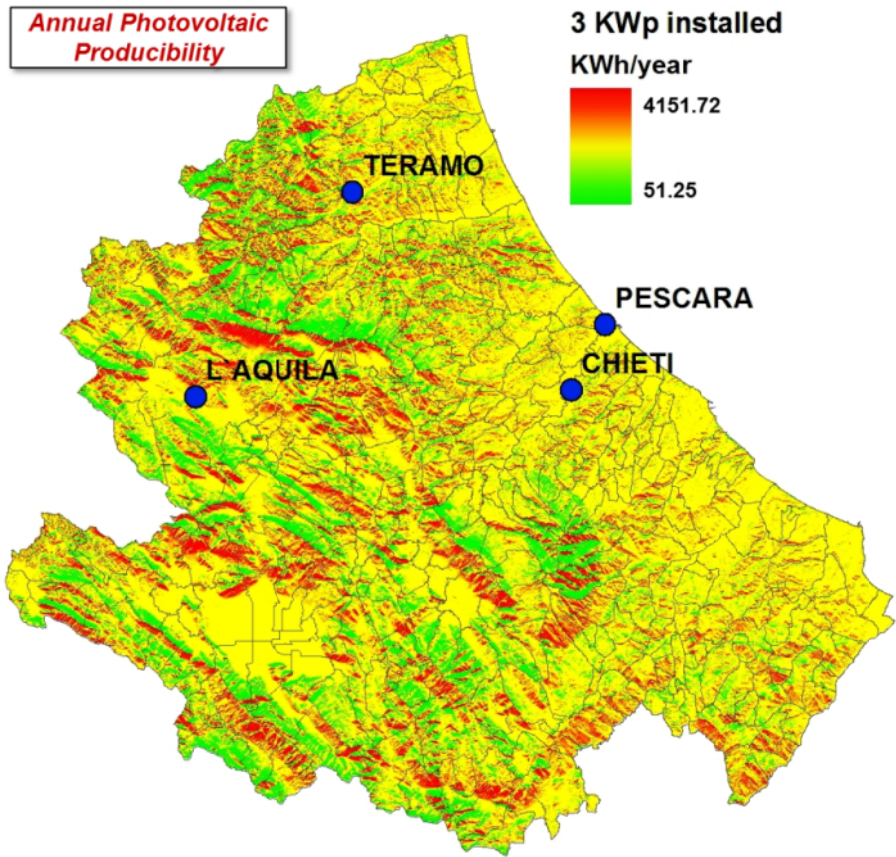 Annual Photovoltaic
Producibility
3 KWp installed
KWh/year
4151.72
51.25
TERAMO
PESCARA
CHIETI
L`AQUILA